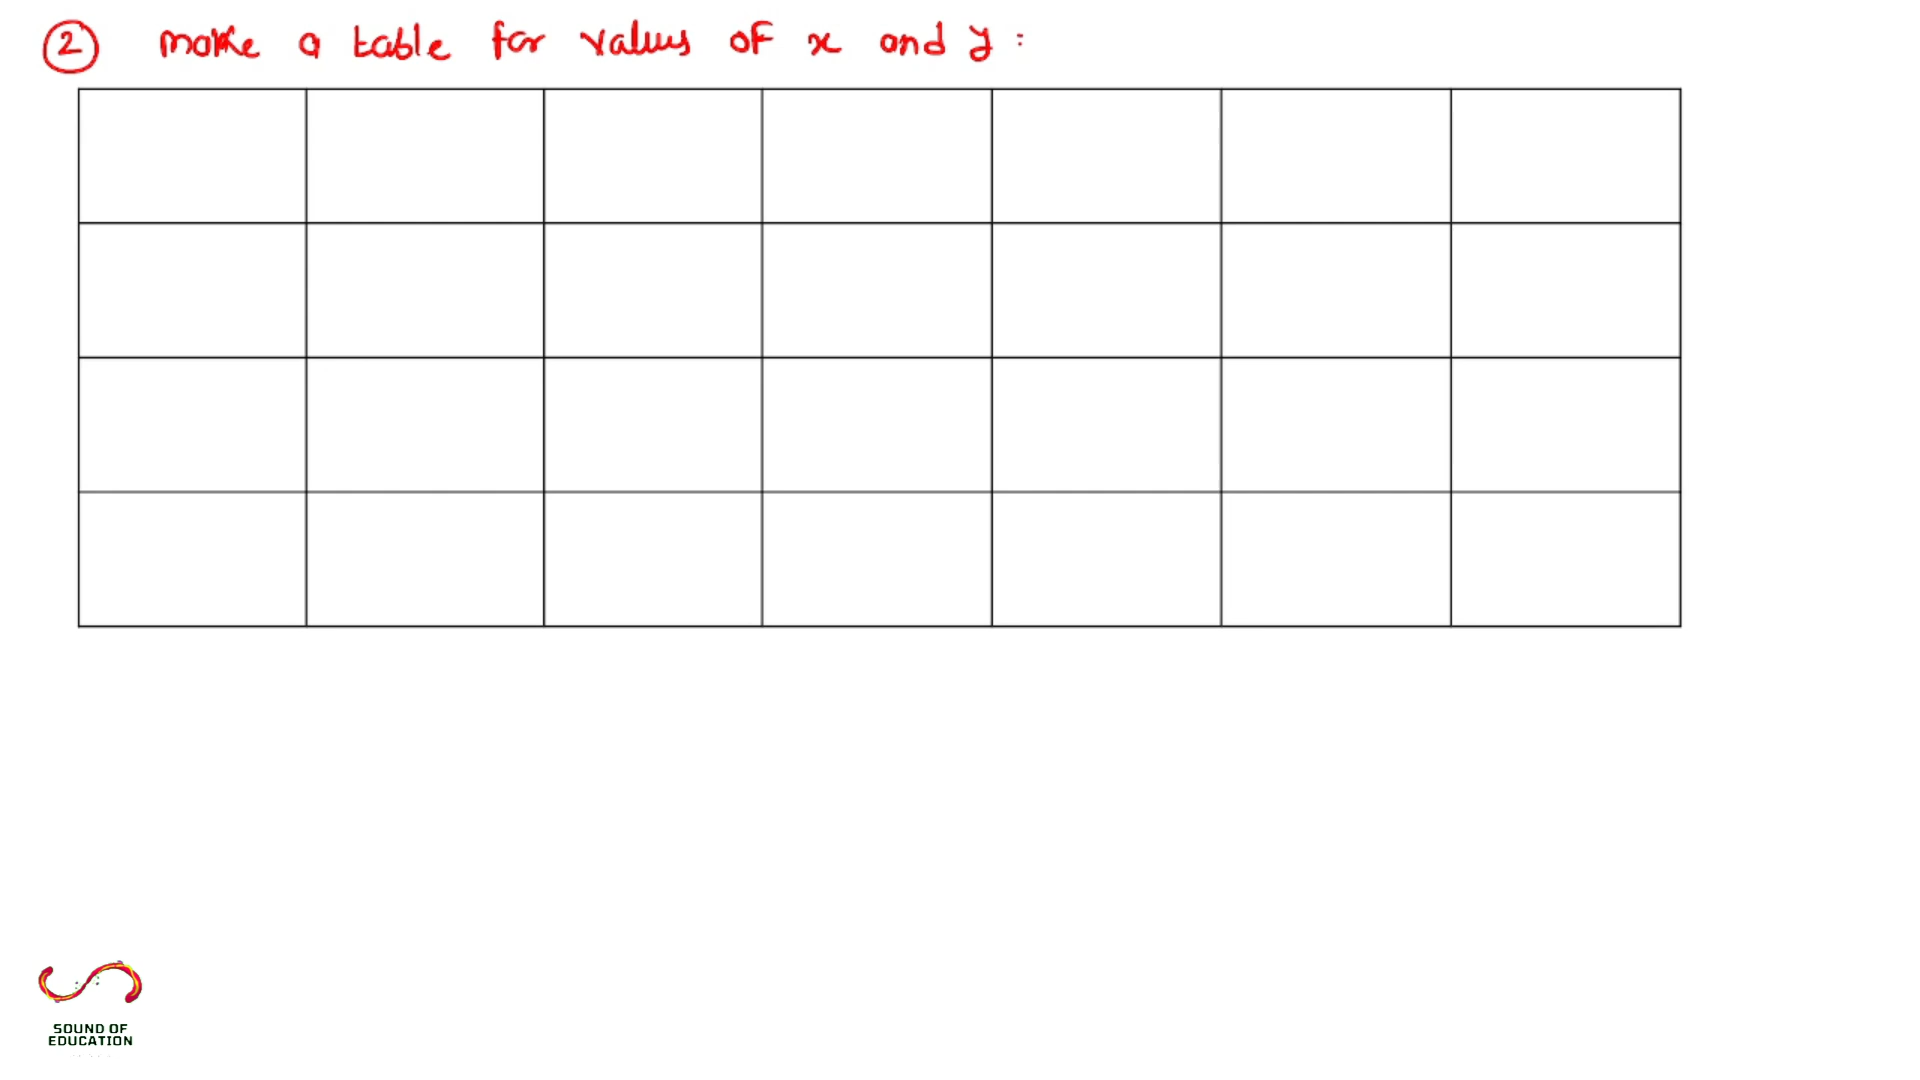 ② make a table for values of x and y :
SOUND OF
EDUCATION